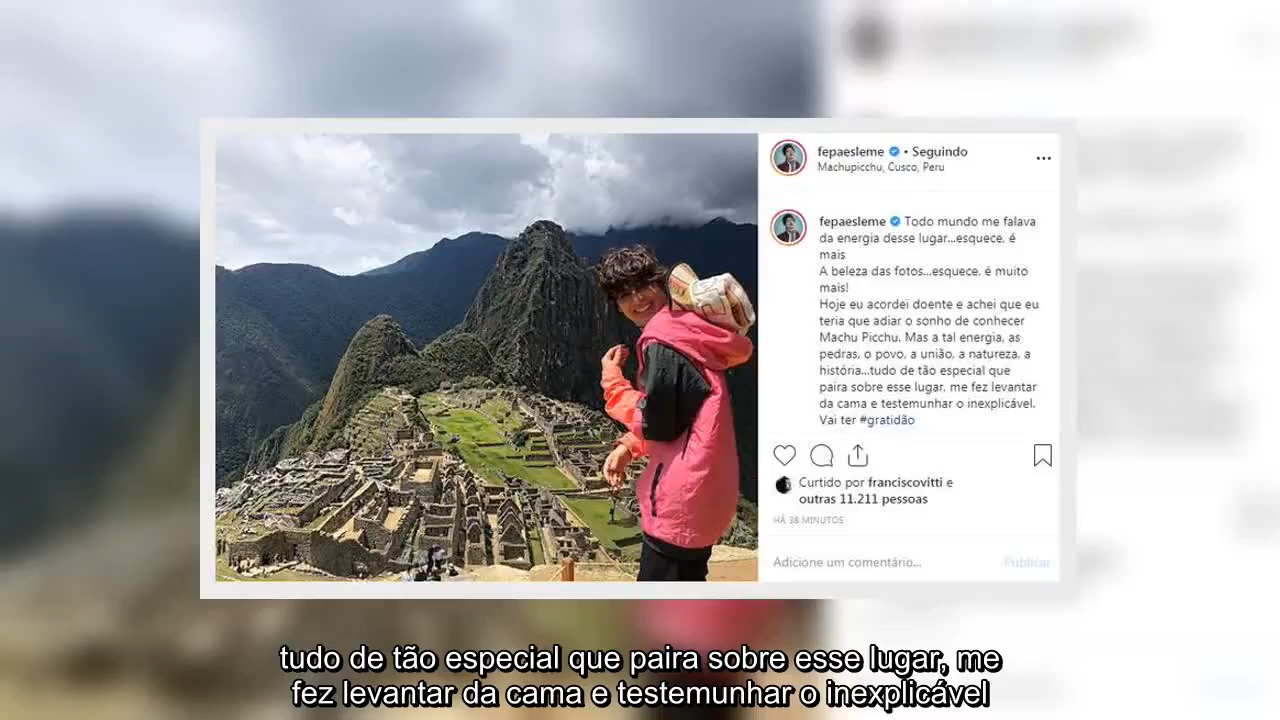 fepaesleme • Seguindo
Machupicchu, Cusco, Peru
fepaesleme Todo mundo me falava
da energia desse lugar...esquece, é
mais
A beleza das fotos...esquece, é muito
mais!
Hoje eu acordei doente e achei que eu
teria que adiar o sonho de conhecer
Machu Picchu. Mas a tal energia, as
pedras, o povo, a união, a natureza, a
história...tudo de tão especial que
paira sobre esse lugar, me fez levantar
da cama e testemunhar o inexplicável.
Vai ter #gratidão
Curtido por franciscovitti e
outras 11.211 pessoas
HÁ 38 MINUTOS
Adicione um comentário...
Publicar
tudo de tão especial que paira sobre esse lugar, me
fez levantar da cama e testemunhar o inexplicável